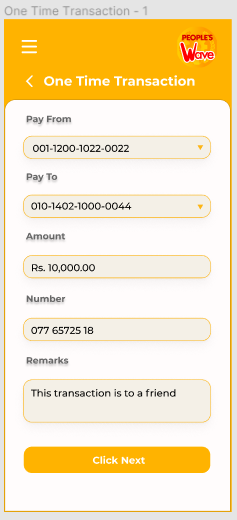 One Time Transaction - 1
PEOPLE'S
Wave
One Time Transaction
Pay From
001-1200-1022-0022
Pay To
010-1402-1000-0044
Amount
Rs. 10,000.00
Number
077 65725 18
Remarks
This transaction is to a friend
Click Next